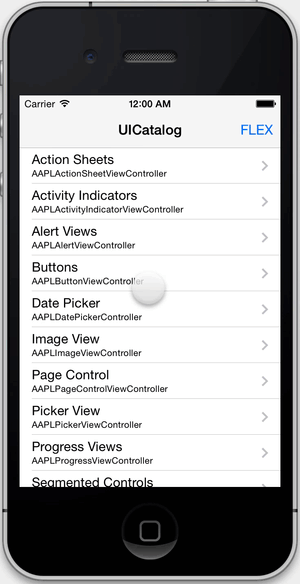 Carrier 12:00 AM
UICatalog FLEX
Action Sheets
AAPLActionSheetViewController
Activity Indicators
AAPLActivityIndicatorViewController
Alert Views
AAPLAlertViewController
Buttons
AAPLButtonViewController
Date Picker
AAPLDatePickerController
Image View
AAPLImageViewController
Page Control
AAPLPageControlViewController
Picker View
AAPLPickerViewController
Progress Views
AAPLProgressViewController
Segmented Controls